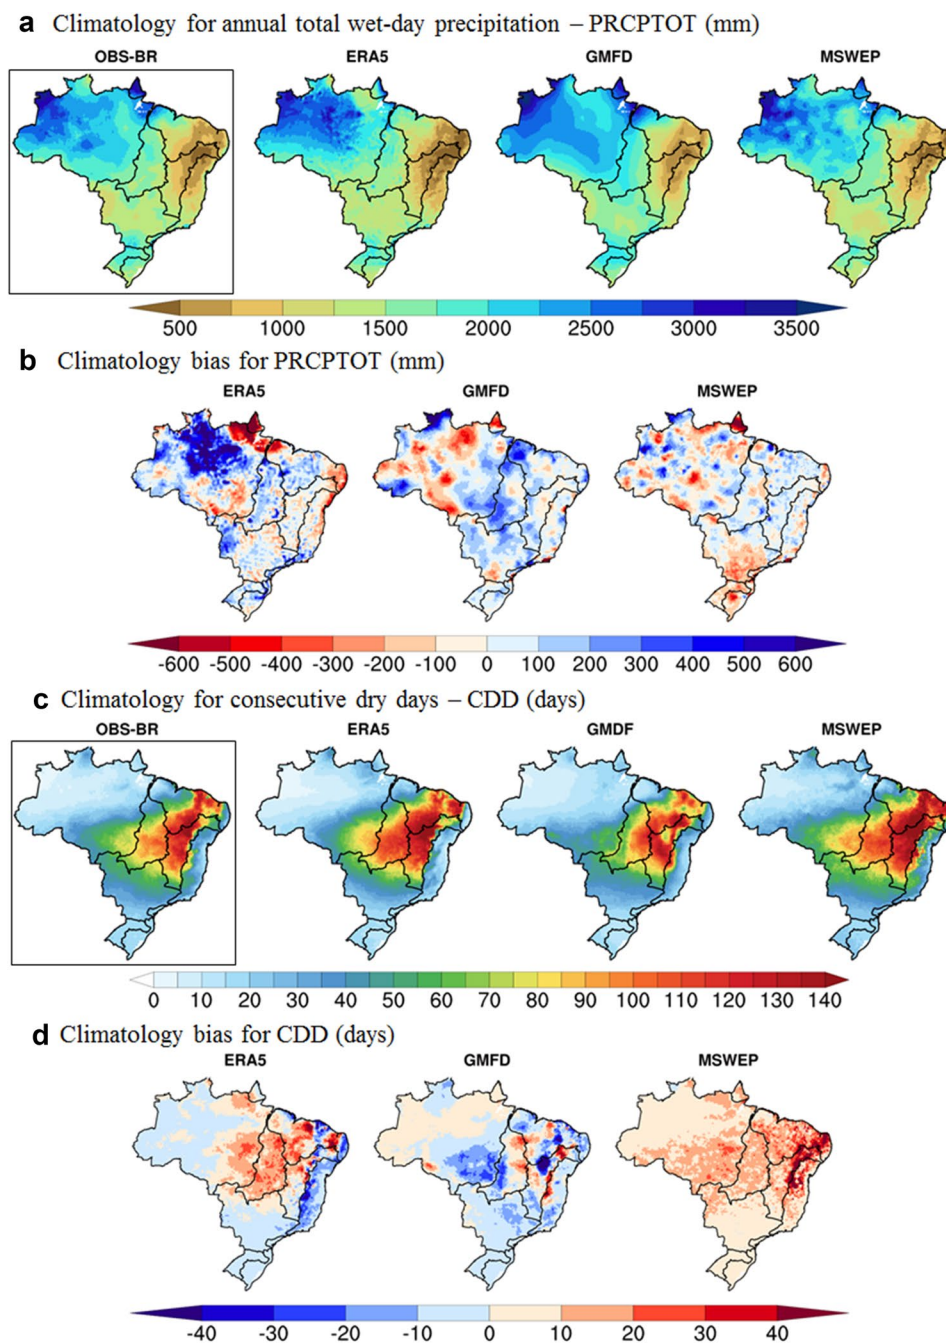 a Climatology for annual total wet-day precipitation – PRCPTOT (mm)
OBS-BR ERA5 GMFD MSWEP
500 1000 1500 2000 2500 3000 3500
b Climatology bias for PRCPTOT (mm)
ERA5 GMFD MSWEP
-600 -500 -400 -300 -200 -100 0 100 200 300 400 500 600
c Climatology for consecutive dry days – CDD (days)
OBS-BR ERA5 GMDF MSWEP
0 10 20 30 40 50 60 70 80 90 100 110 120 130 140
d Climatology bias for CDD (days)
ERA5 GMFD MSWEP
-40 -30 -20 -10 0 10 20 30 40